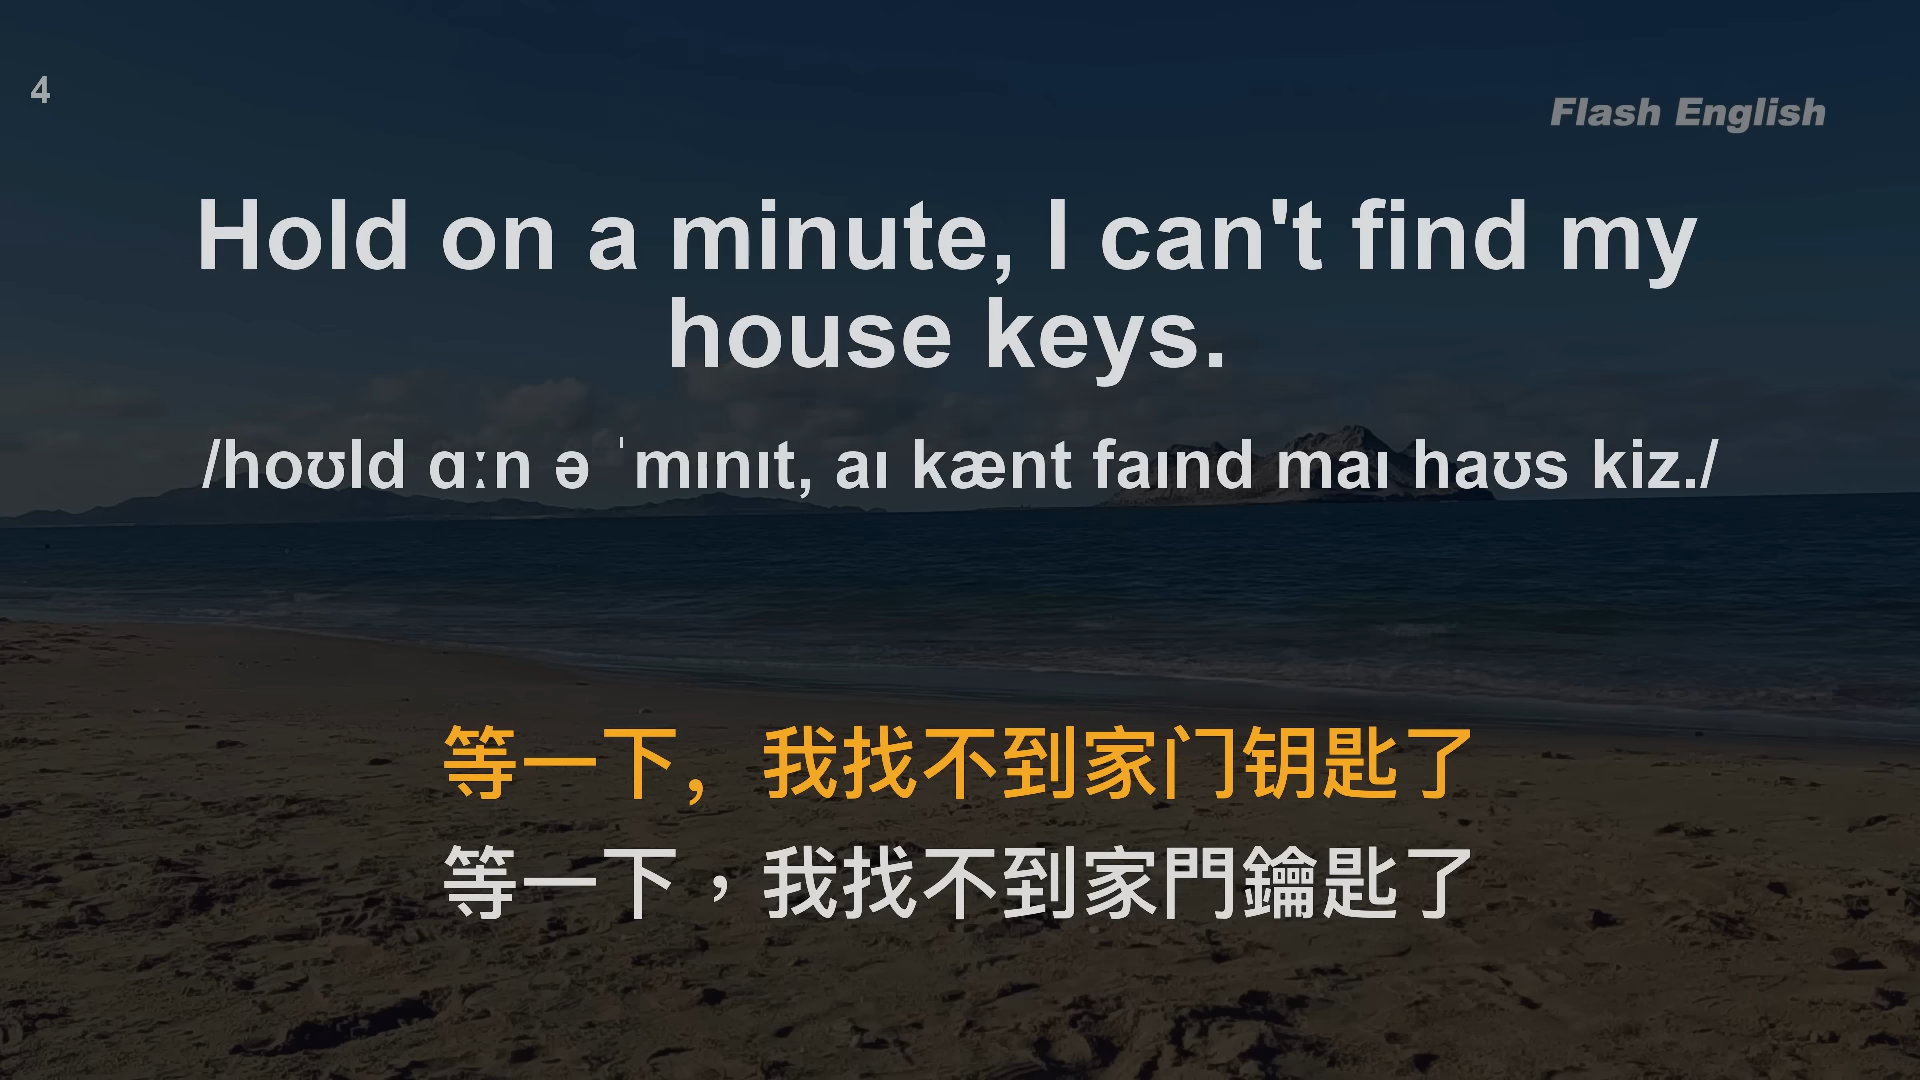 4
Flash English
Hold on a minute, I can't find my
house keys.
/hoʊld ɑːn ə ˈmɪnɪt, aɪ kænt faɪnd maɪ haʊs kiz./
等一下，我找不到家门钥匙了
等一下，我找不到家門鑰匙了